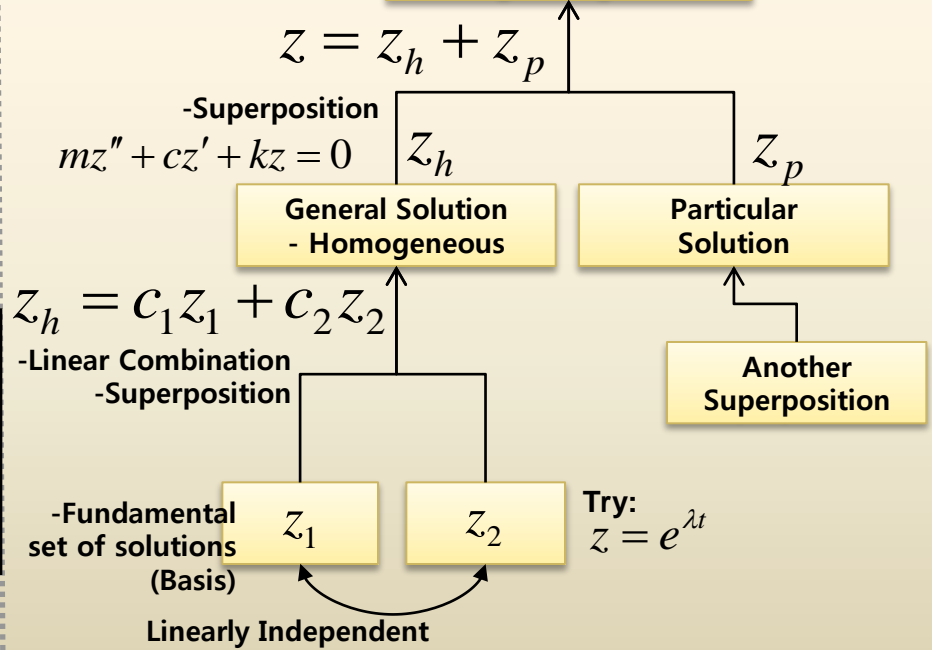 z = z_h + z_p
-Superposition
mz″ + cz′ + kz = 0
z_h
z_p
General Solution
- Homogeneous
Particular
Solution
z_h = c_1z_1 + c_2z_2
-Linear Combination
-Superposition
Another
Superposition
-Fundamental
set of solutions
(Basis)
z_1
z_2
Try:
z = e^{λt}
Linearly Independent